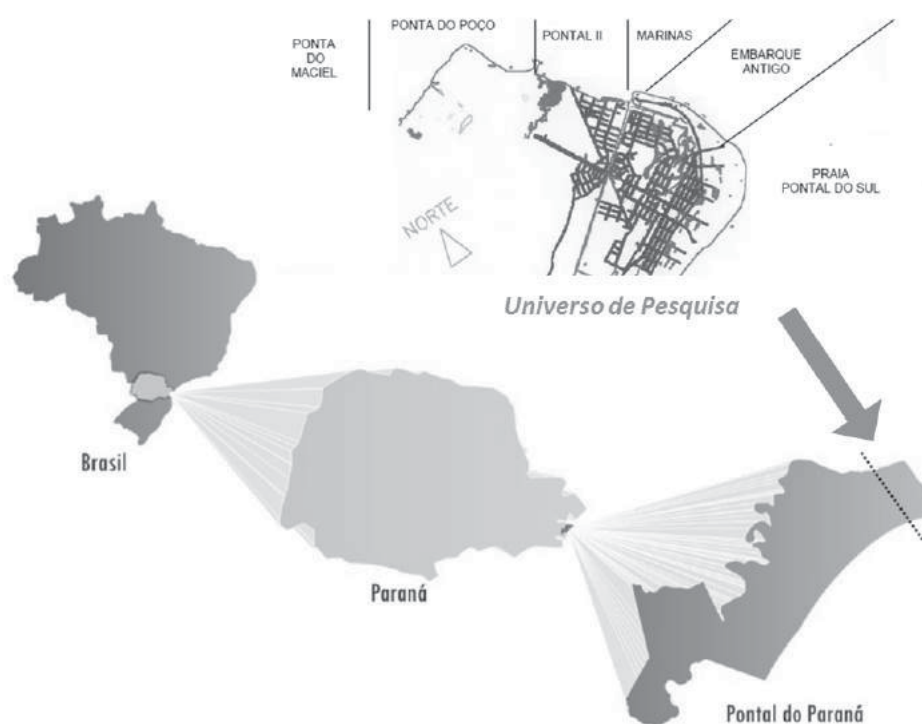 PONTA
DO
MACIEL
PONTA DO POÇO
PONTAL II
MARINAS
EMBARQUE
ANTIGO
PRAIA
PONTAL DO SUL
NORTE
Universo de Pesquisa
Brasil
Paraná
Pontal do Paraná